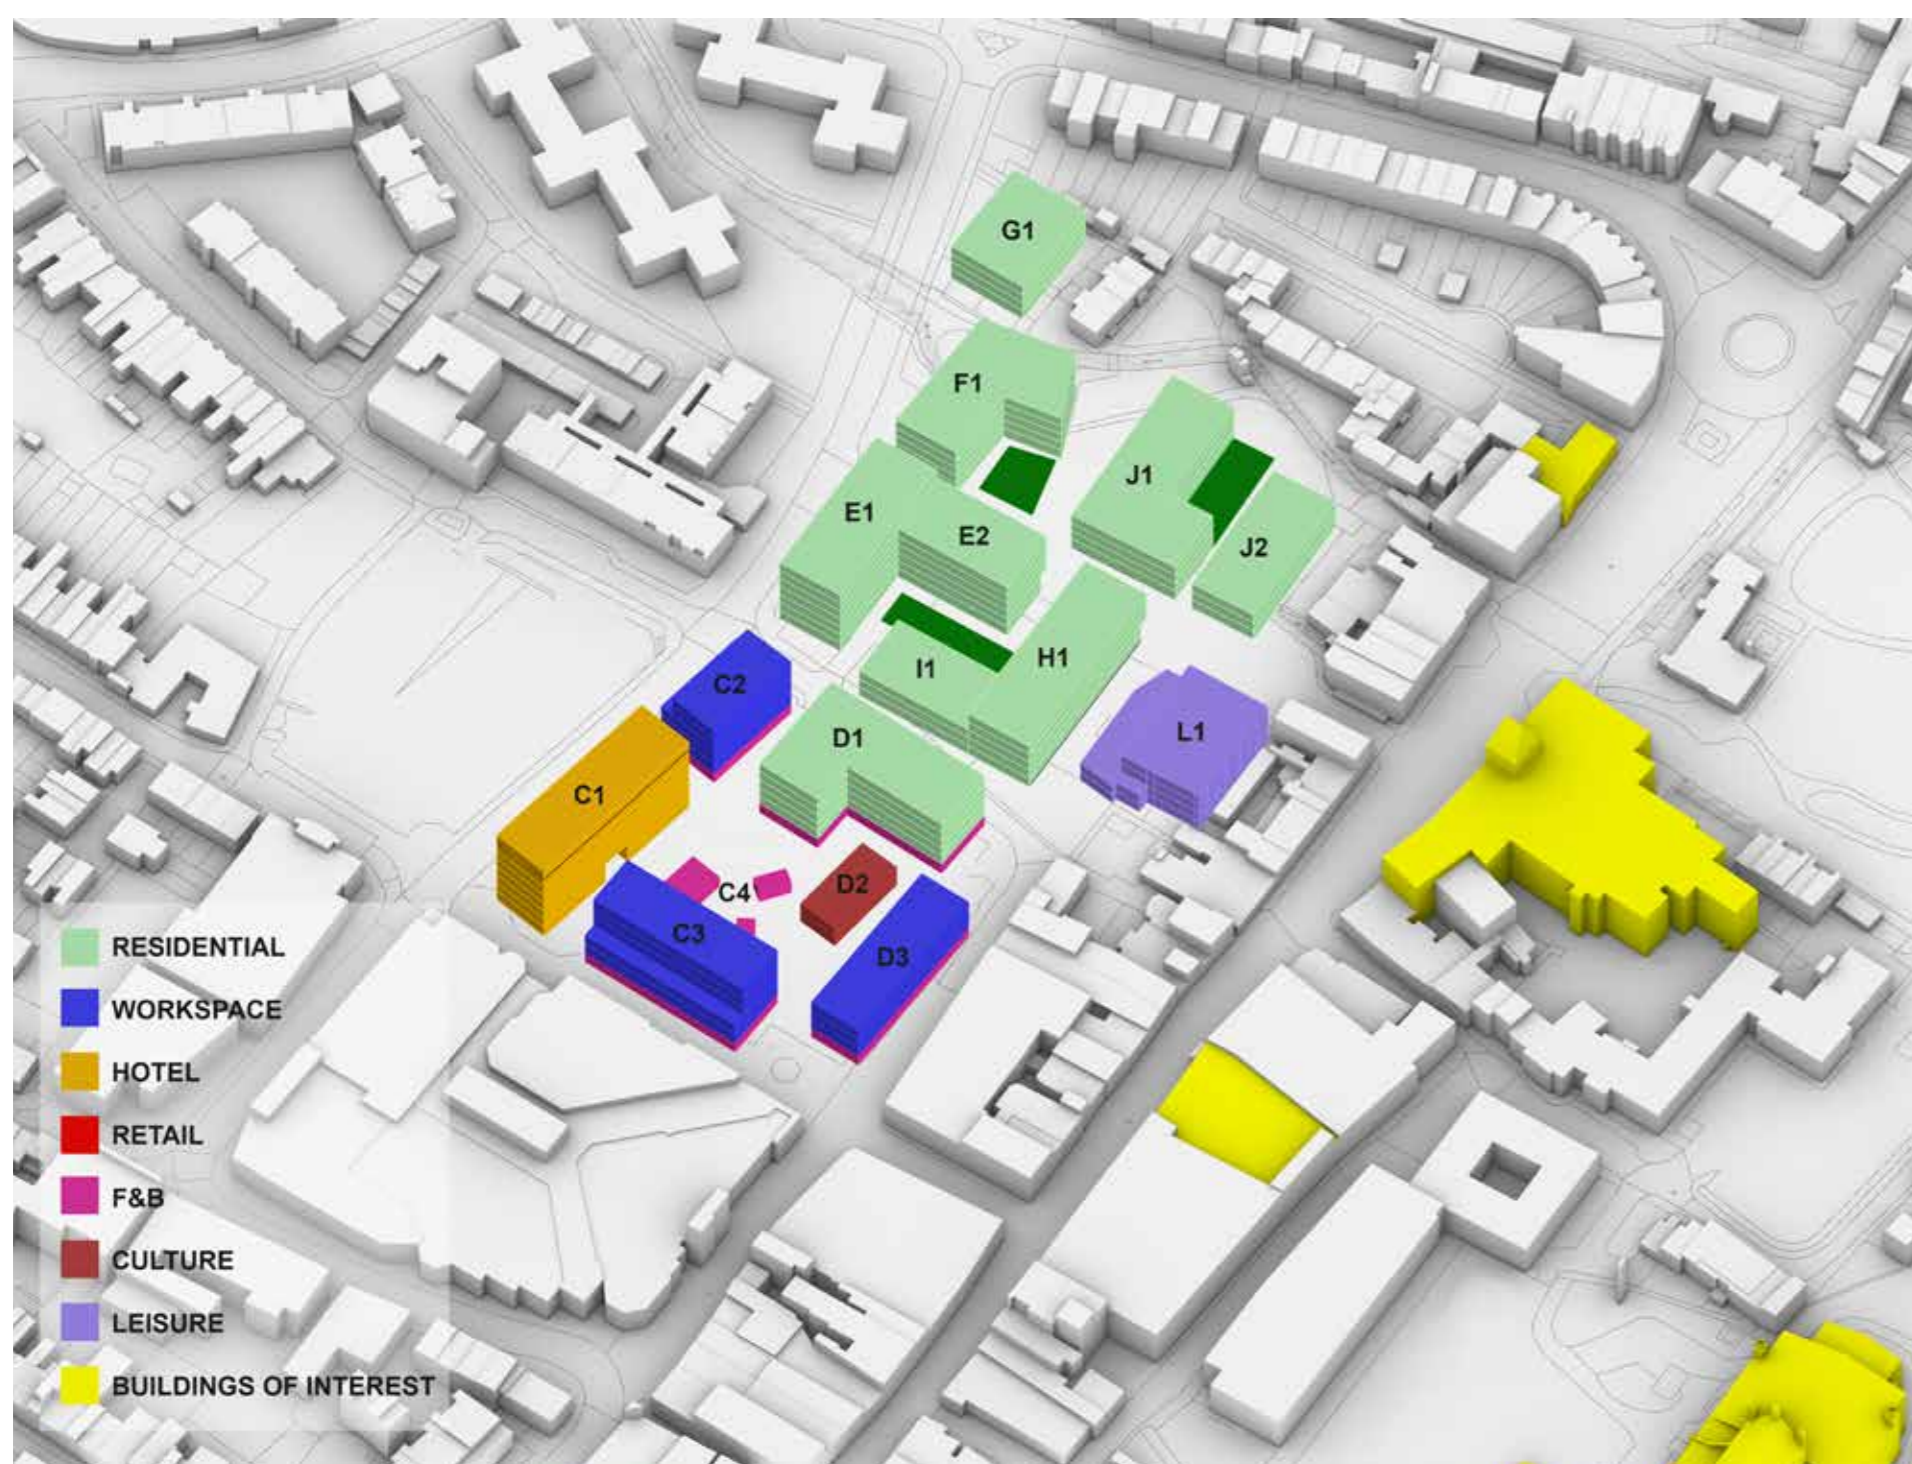 G1
F1
J1
E1
E2
J2
H1
I1
C2
L1
D1
C1
D2
C4
C3
D3
RESIDENTIAL
WORKSPACE
HOTEL
RETAIL
F&B
CULTURE
LEISURE
BUILDINGS OF INTEREST